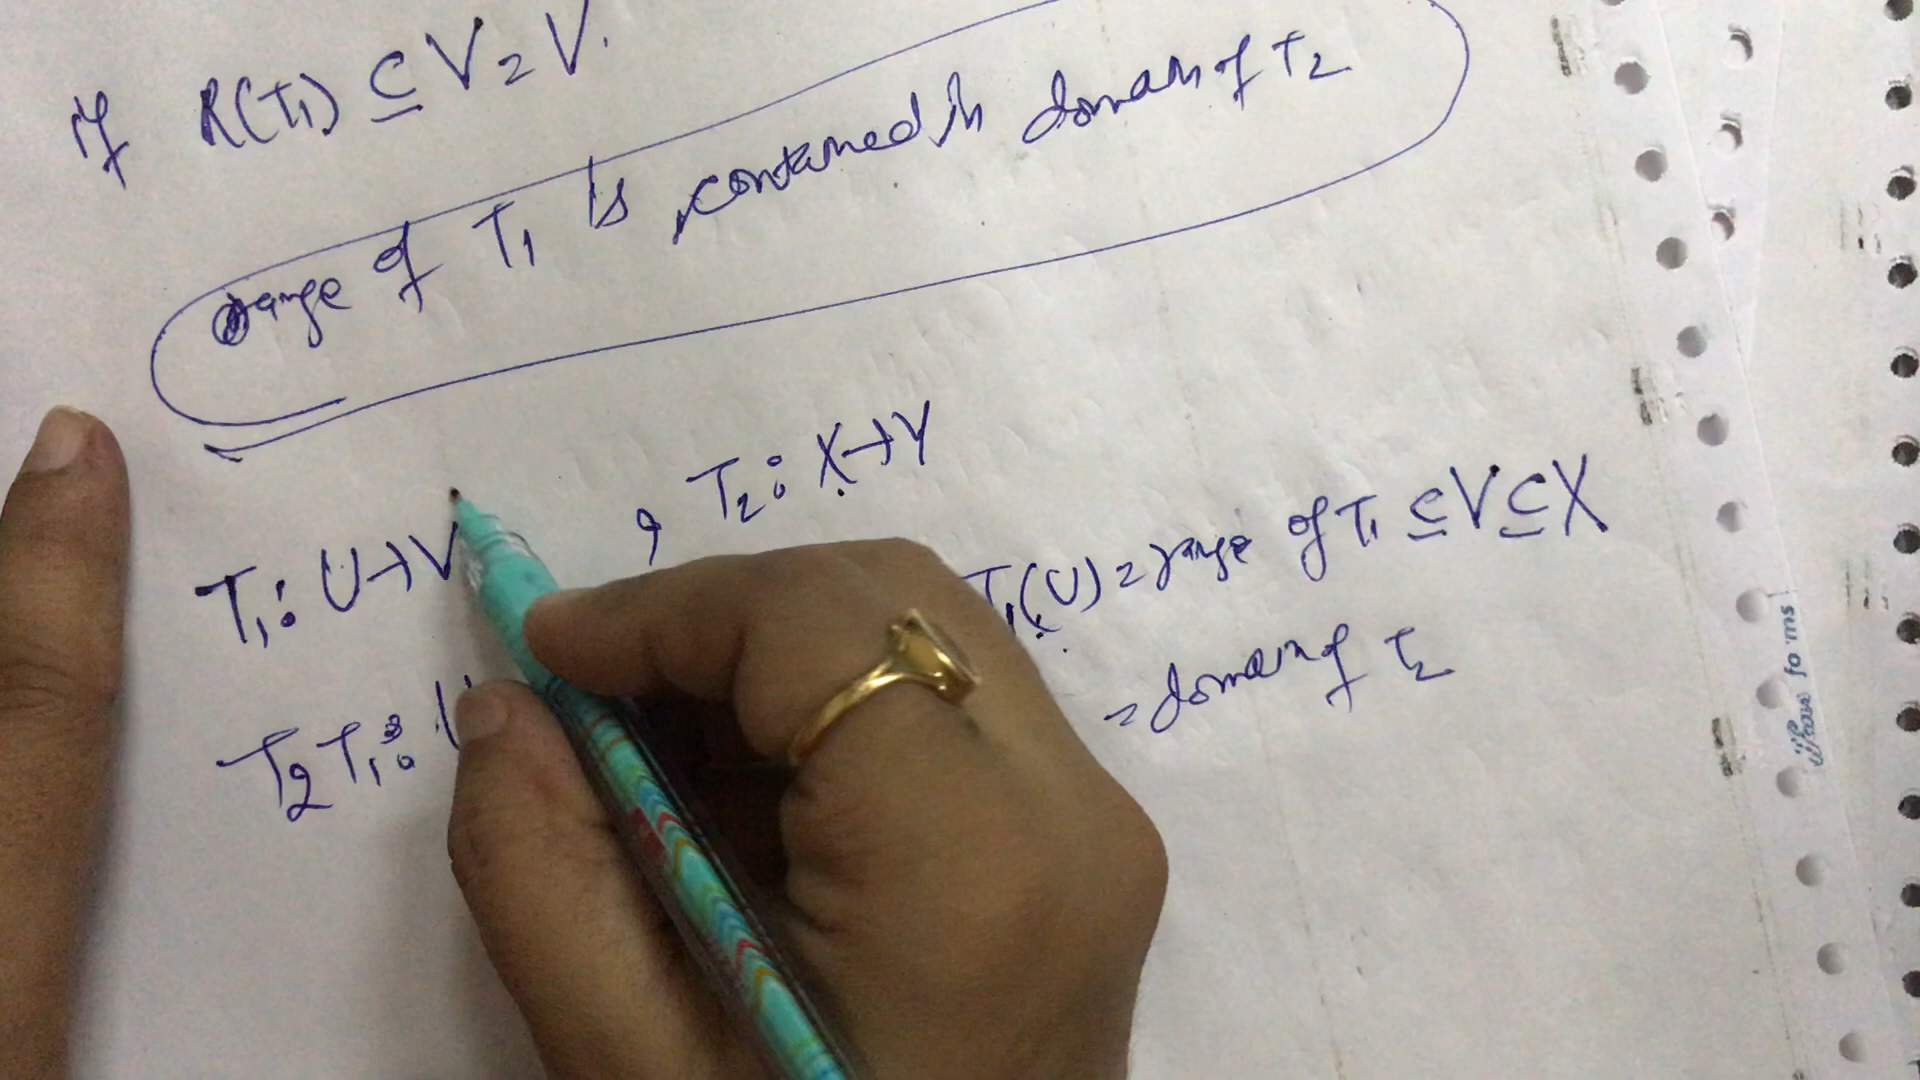 if R(T₁) ⊆ V = V.
range of T₁ is contained in domain of T₂
T₁: U→V , T₂: X→Y
T₁(U) = range of T₁ ⊆ V ⊆ X
= domain of T₂
T₂T₁: